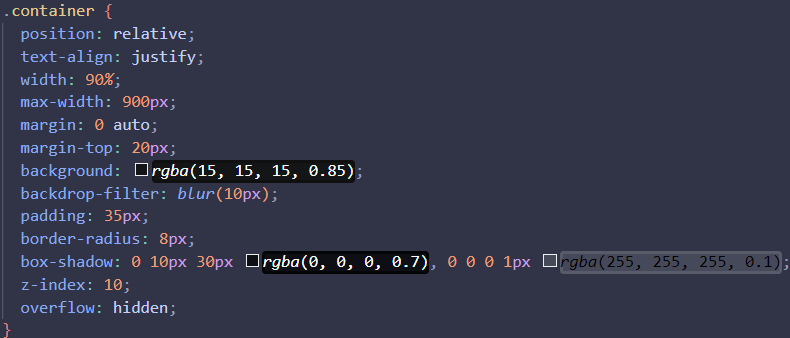 .container {
position: relative;
text-align: justify;
width: 90%;
max-width: 900px;
margin: 0 auto;
margin-top: 20px;
background: rgba(15, 15, 15, 0.85);
backdrop-filter: blur(10px);
padding: 35px;
border-radius: 8px;
box-shadow: 0 10px 30px rgba(0, 0, 0, 0.7), 0 0 0 1px rgba(255, 255, 255, 0.1);
z-index: 10;
overflow: hidden;
}